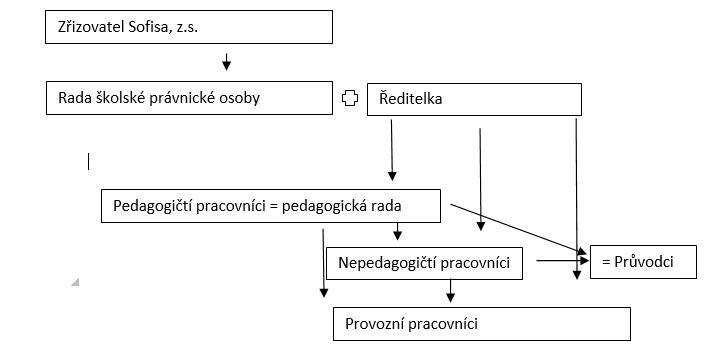 Zřizovatel Sofisa, z.s.
Rada školské právnické osoby
Ředitelka
Pedagogičtí pracovníci = pedagogická rada
Nepedagogičtí pracovníci
= Průvodci
Provozní pracovníci